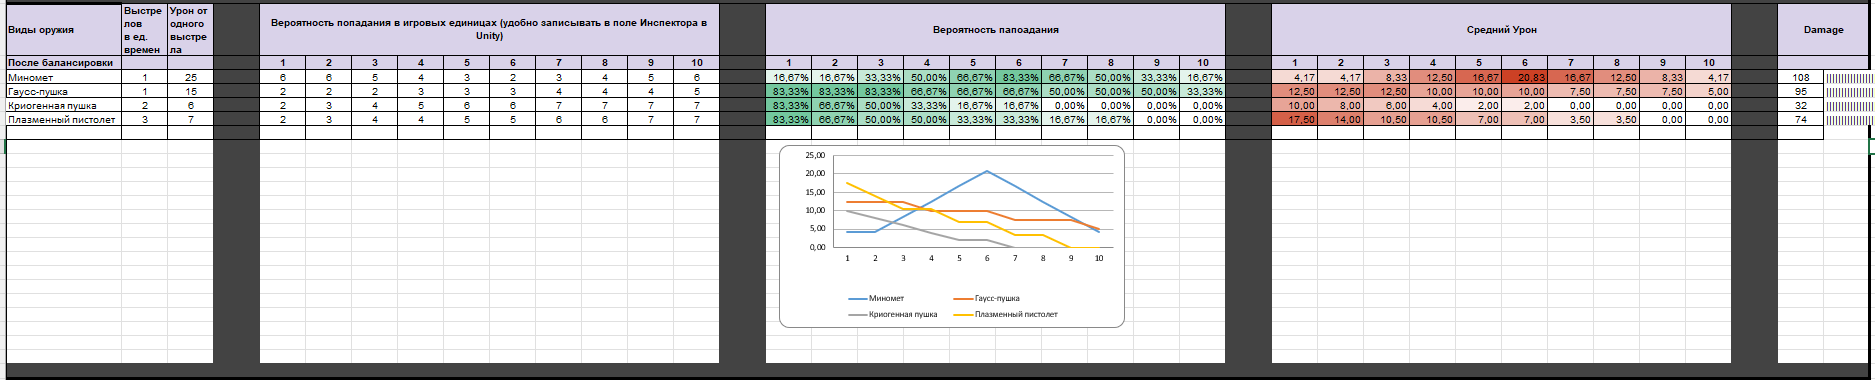 Виды оружия Выстре лов в ед. времен Урон от одного выстре ла Вероятность попадания в игровых единицах (удобно записывать в поле Инспектора в Unity) Вероятность папоадания Средний Урон Damage
После балансировки 1 2 3 4 5 6 7 8 9 10 1 2 3 4 5 6 7 8 9 10 1 2 3 4 5 6 7 8 9 10
Миномет 1 25 6 6 5 4 3 2 3 4 5 6 16,67% 16,67% 33,33% 50,00% 66,67% 83,33% 66,67% 50,00% 33,33% 16,67% 4,17 4,17 8,33 12,50 16,67 20,83 16,67 12,50 8,33 4,17 108
Гаусс-пушка 1 15 2 2 2 3 3 3 4 4 4 5 83,33% 83,33% 83,33% 66,67% 66,67% 66,67% 50,00% 50,00% 50,00% 33,33% 12,50 12,50 12,50 10,00 10,00 10,00 7,50 7,50 7,50 5,00 95
Криогенная пушка 2 6 2 3 4 5 6 6 7 7 7 7 83,33% 66,67% 50,00% 33,33% 16,67% 16,67% 0,00% 0,00% 0,00% 0,00% 10,00 8,00 6,00 4,00 2,00 2,00 0,00 0,00 0,00 0,00 32
Плазменный пистолет 3 7 2 3 4 4 5 5 6 6 7 7 83,33% 66,67% 50,00% 50,00% 33,33% 33,33% 16,67% 16,67% 0,00% 0,00% 17,50 14,00 10,50 10,50 7,00 7,00 3,50 3,50 0,00 0,00 74
25,00
20,00
15,00
10,00
5,00
0,00
1 2 3 4 5 6 7 8 9 10
Миномет Гаусс-пушка
Криогенная пушка Плазменный пистолет